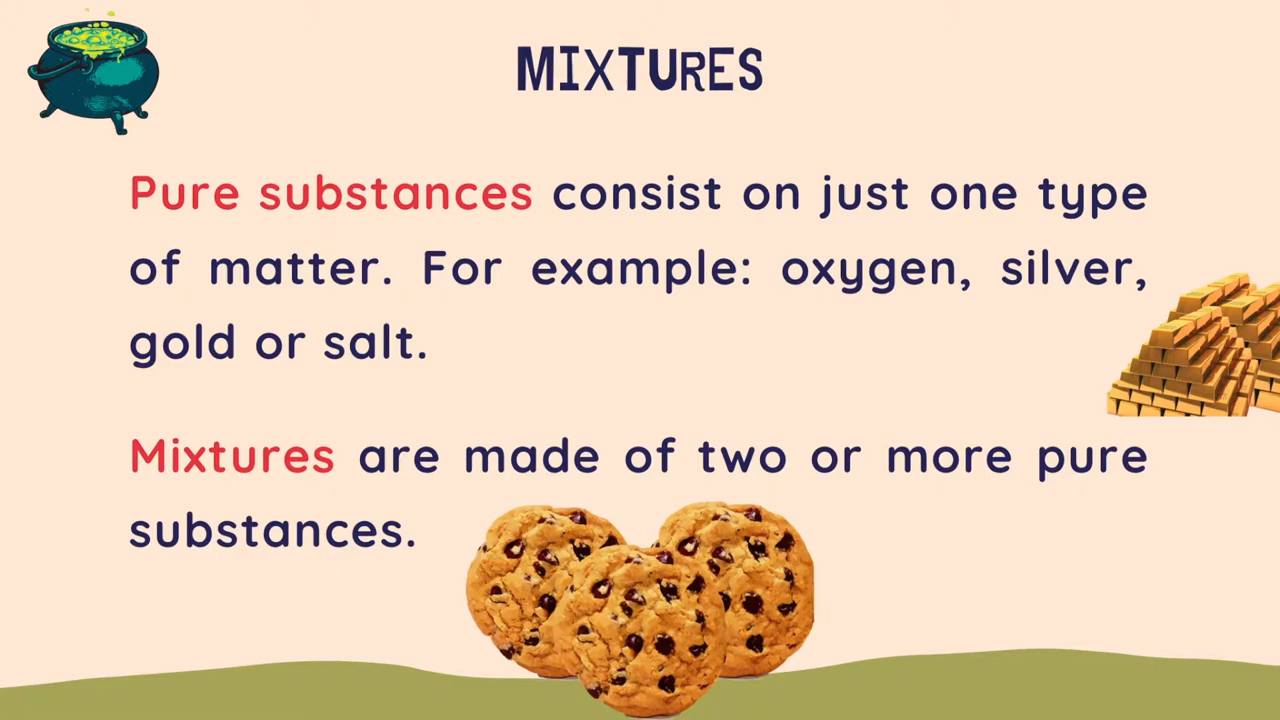 MIXTURES
Pure substances consist on just one type
of matter. For example: oxygen, silver,
gold or salt.
Mixtures are made of two or more pure
substances.